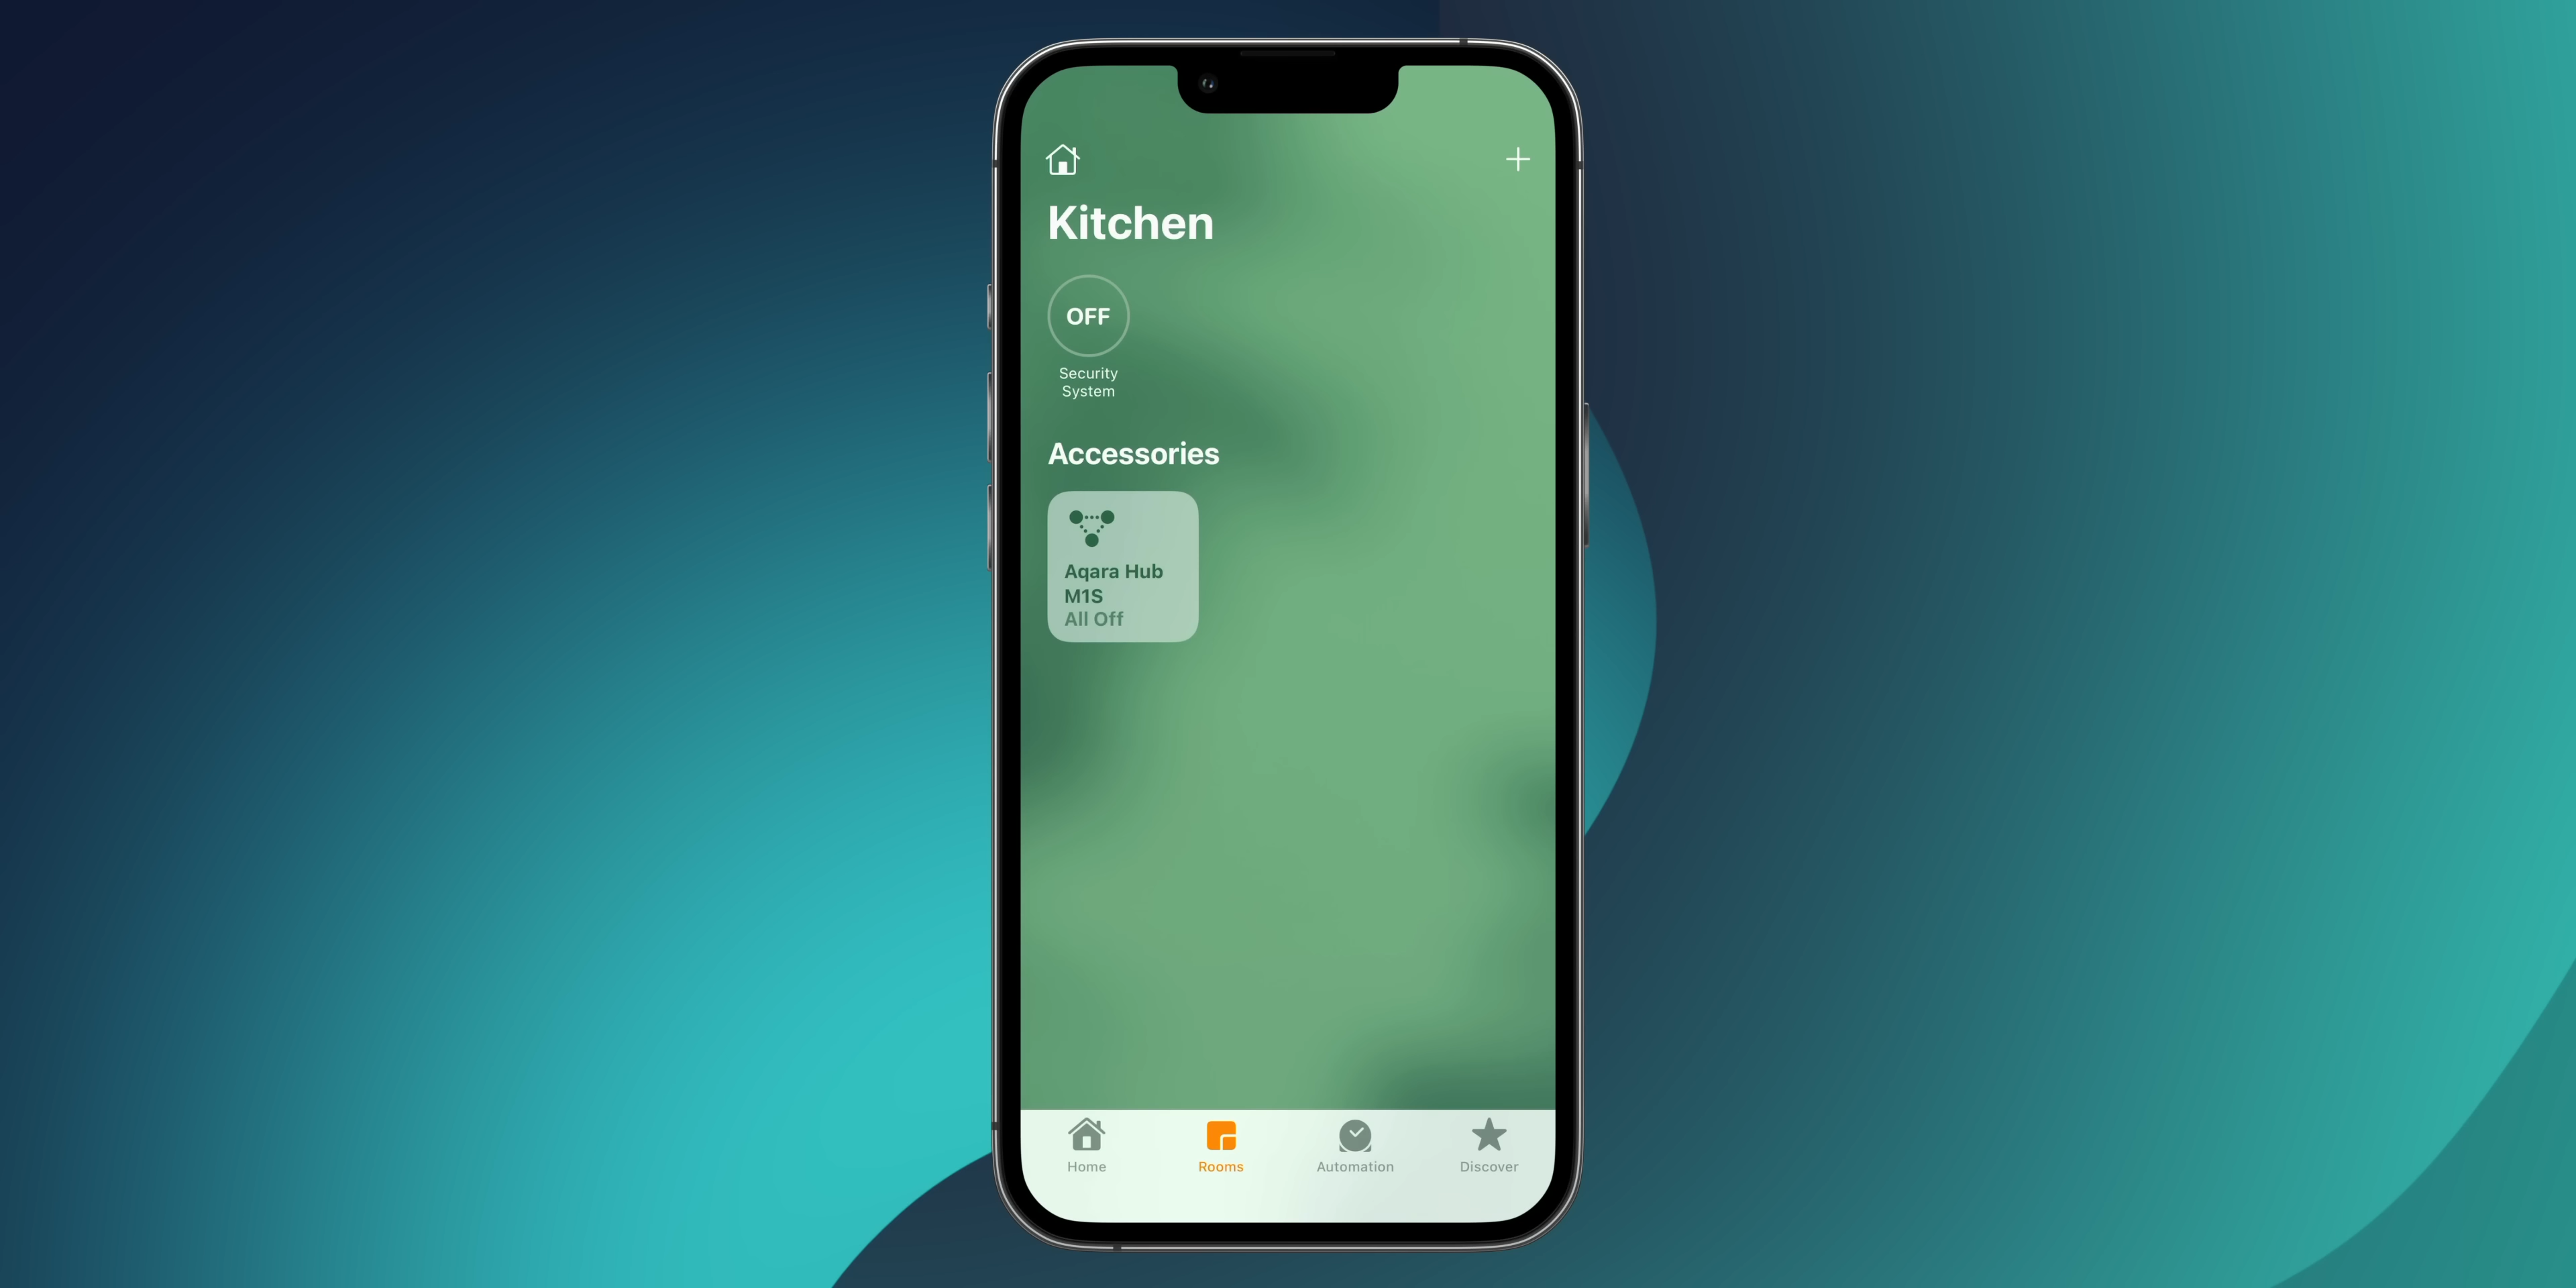 Kitchen
OFF
Security
System
Accessories
Aqara Hub
M1S
All Off
Home
Rooms
Automation
Discover